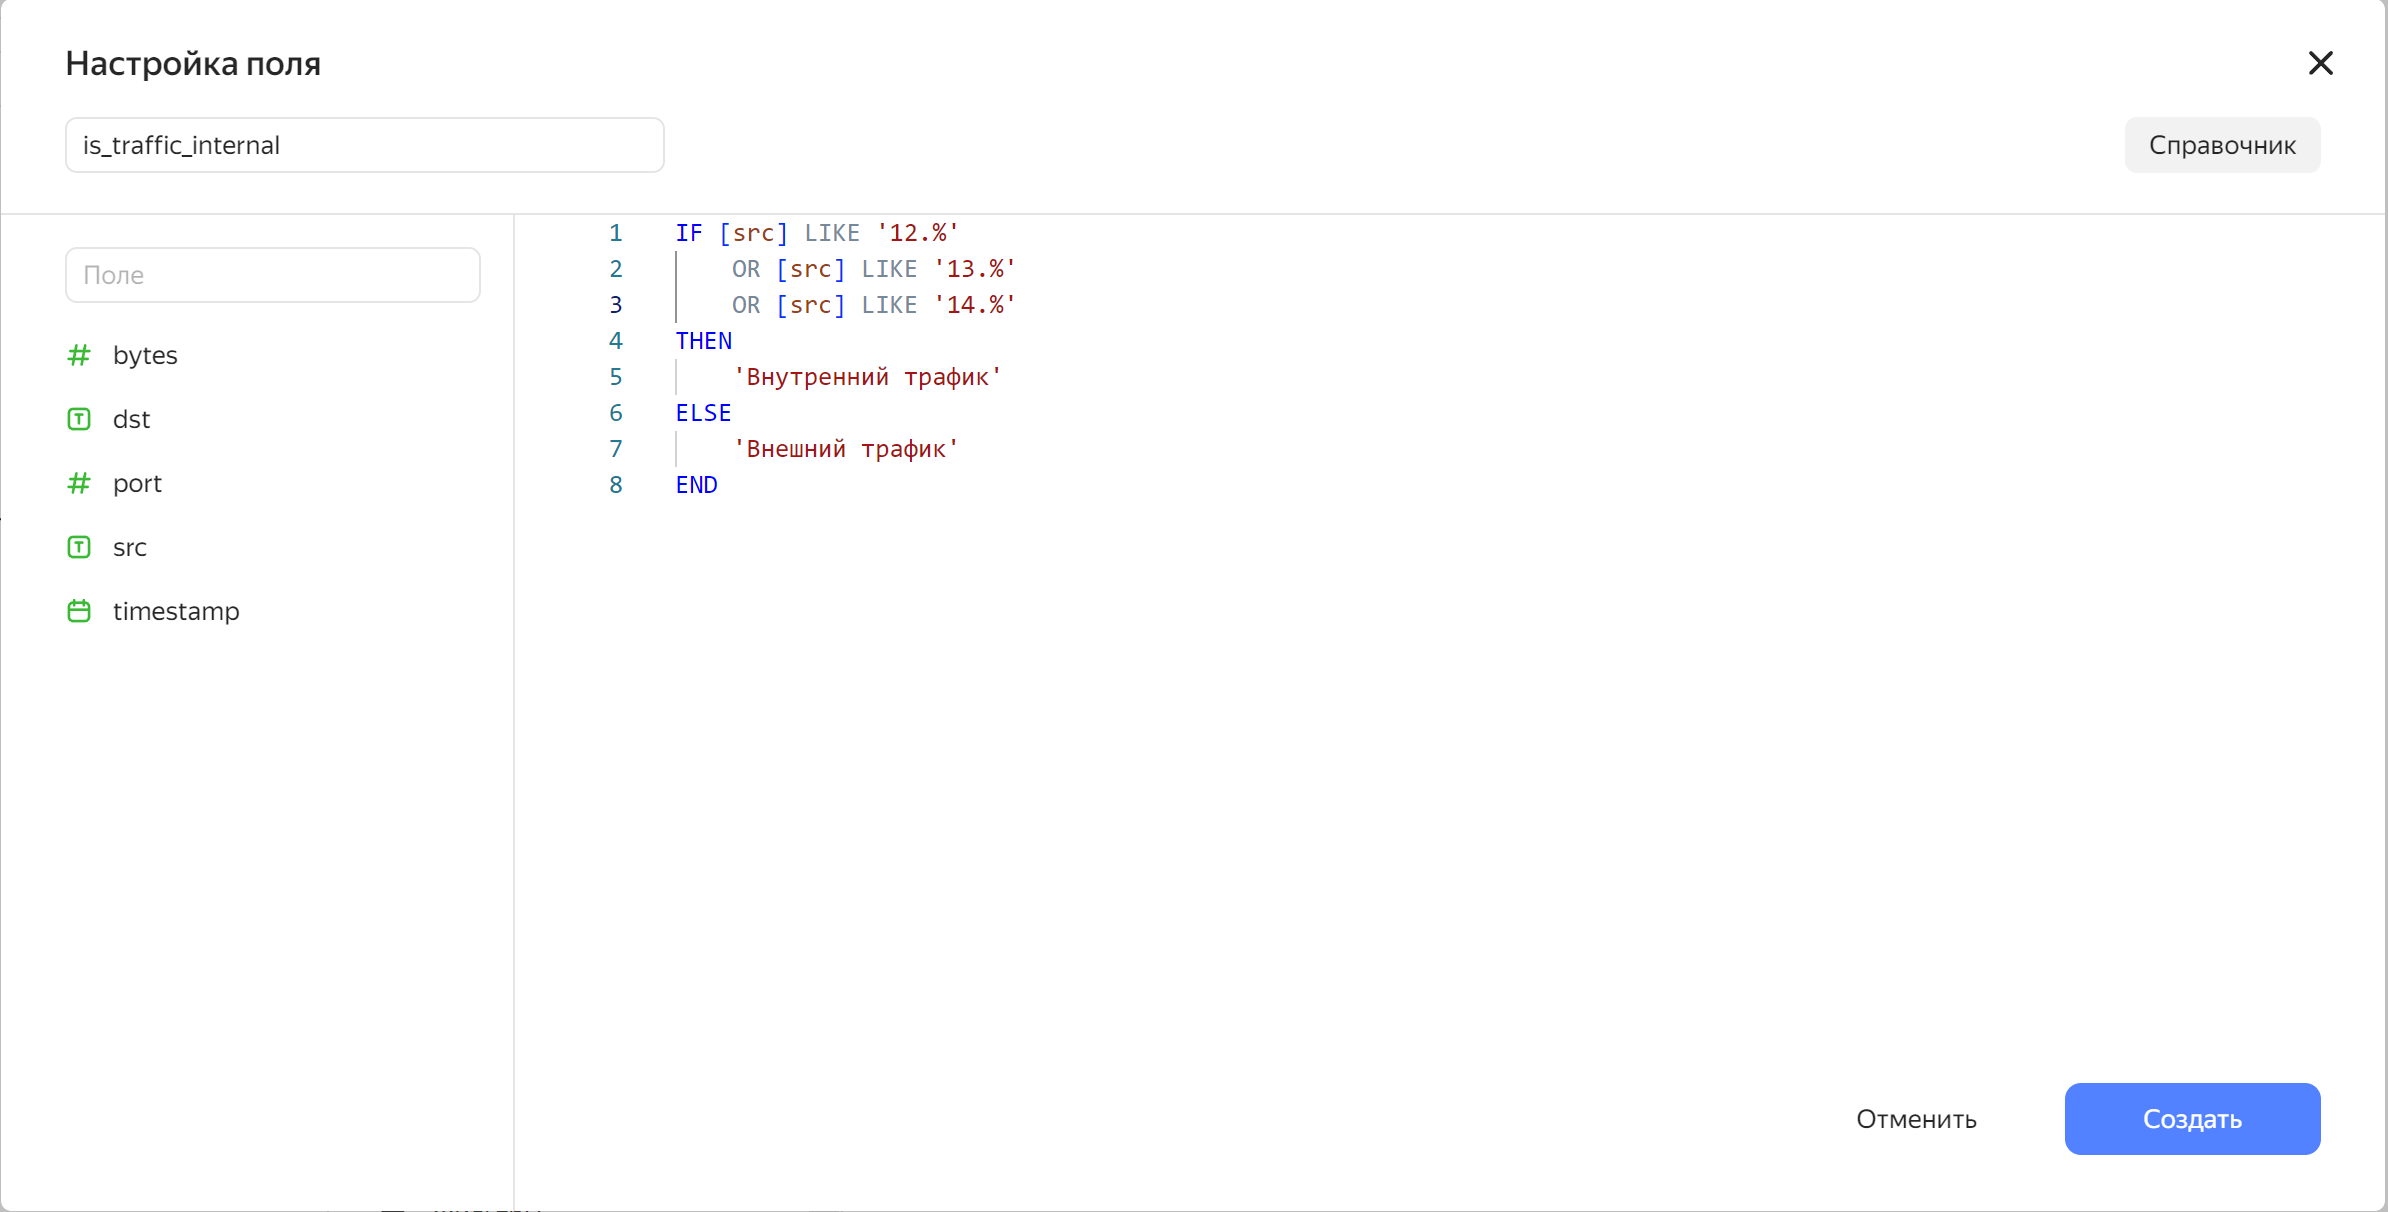 Настройка поля
is_traffic_internal
Справочник
Поле
bytes
dst
port
src
timestamp
1 IF [src] LIKE '12.%'
2 OR [src] LIKE '13.%'
3 OR [src] LIKE '14.%'
4 THEN
5 'Внутренний трафик'
6 ELSE
7 'Внешний трафик'
8 END
Отменить
Создать